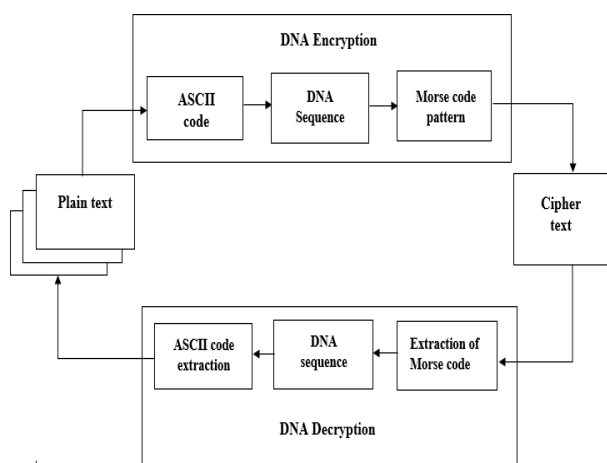 DNA Encryption
ASCII
code
DNA
Sequence
Morse code
pattern
Plain text
Cipher
text
ASCII code
extraction
DNA
sequence
Extraction of
Morse code
DNA Decryption